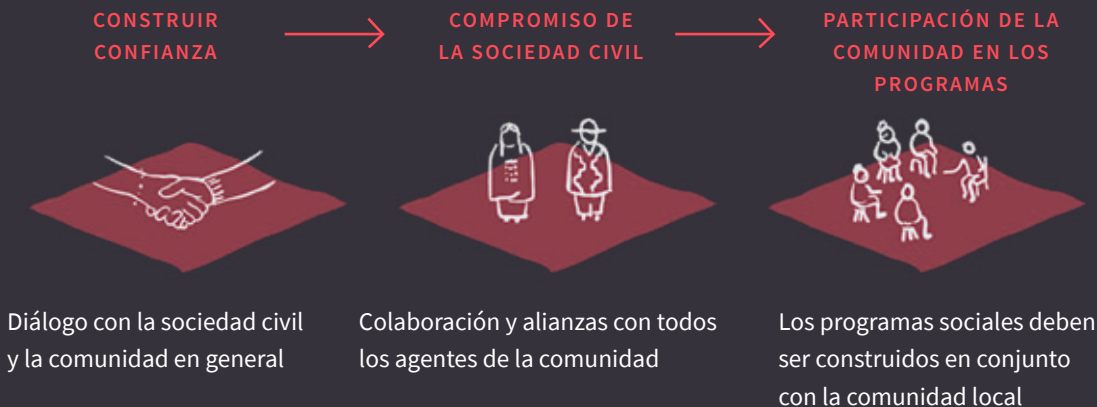 CONSTRUIR
CONFIANZA
COMPROMISO DE
LA SOCIEDAD CIVIL
PARTICIPACIÓN DE LA
COMUNIDAD EN LOS
PROGRAMAS
Diálogo con la sociedad civil
y la comunidad en general
Colaboración y alianzas con todos
los agentes de la comunidad
Los programas sociales deben
ser construidos en conjunto
con la comunidad local